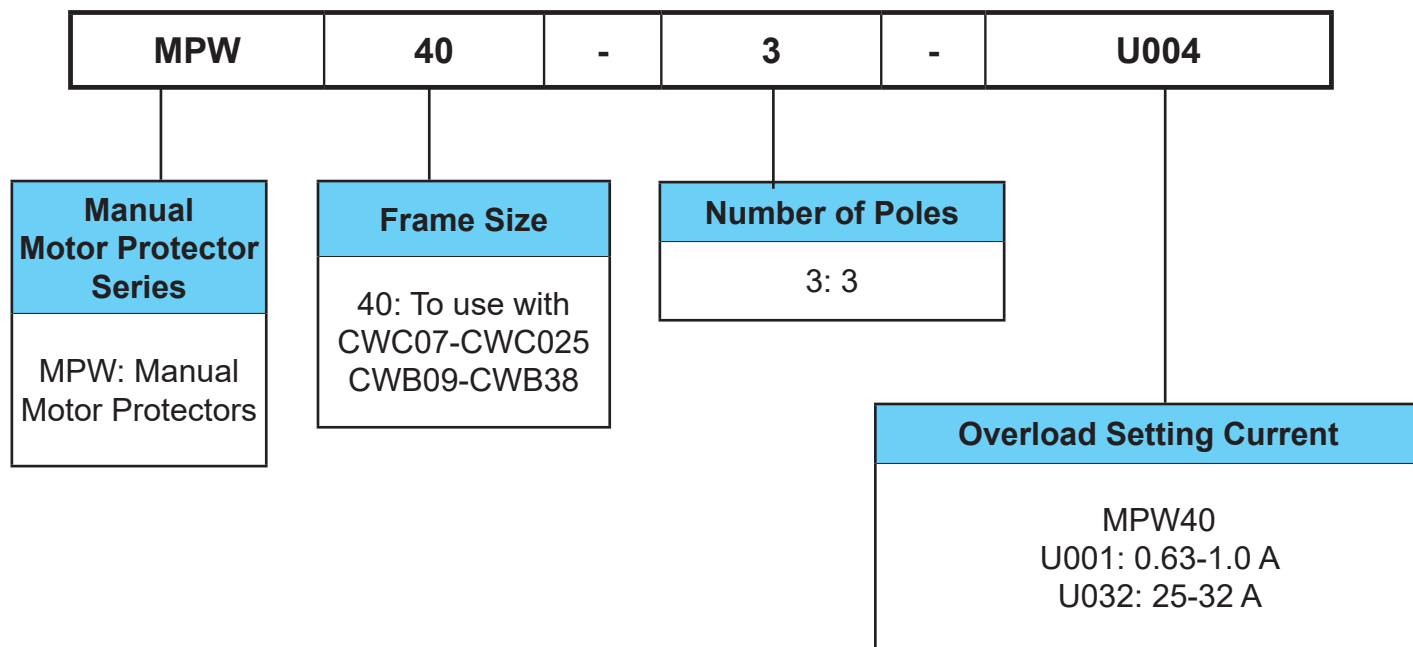 MPW 40 - 3 - U004
Manual
Motor Protector
Series
MPW: Manual
Motor Protectors
Frame Size
40: To use with
CWC07-CWC025
CWB09-CWB38
Number of Poles
3: 3
Overload Setting Current
MPW40
U001: 0.63-1.0 A
U032: 25-32 A